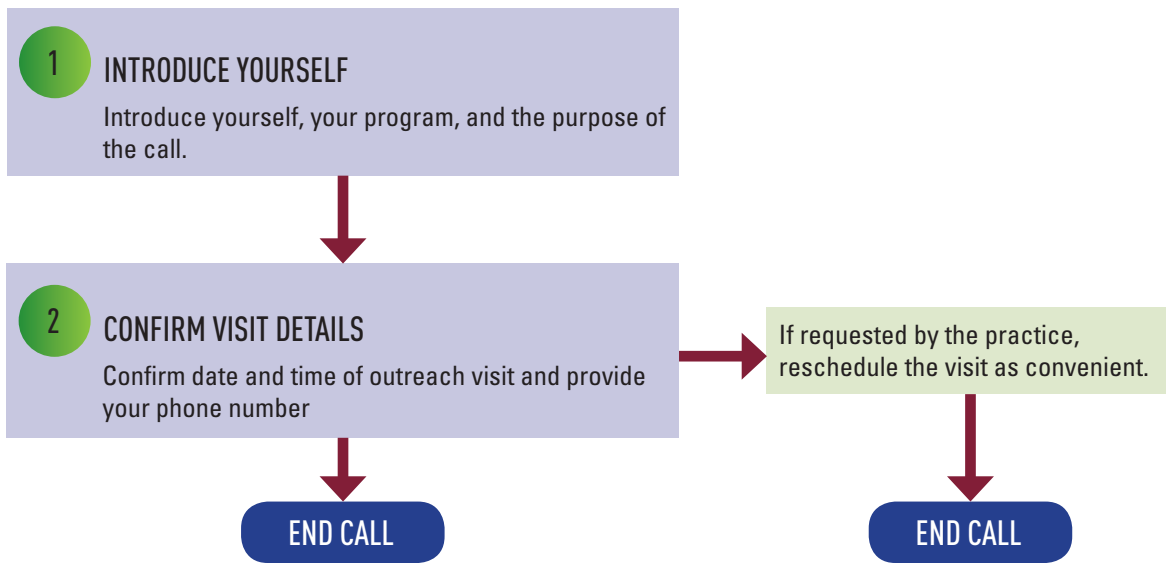 1
INTRODUCE YOURSELF
Introduce yourself, your program, and the purpose of
the call.
2
CONFIRM VISIT DETAILS
Confirm date and time of outreach visit and provide
your phone number
If requested by the practice,
reschedule the visit as convenient.
END CALL
END CALL